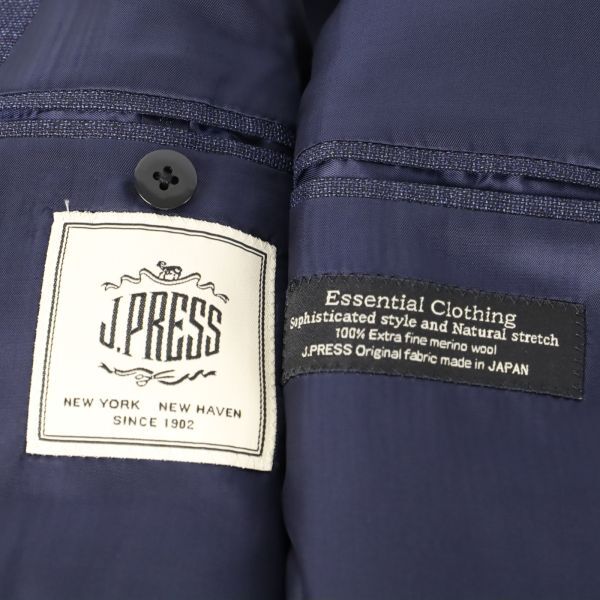 J.PRESS
NEW YORK NEW HAVEN
SINCE 1902
Essential Clothing
Sophisticated style and Natural stretch
100% Extra fine merino wool
J.PRESS Original fabric made in JAPAN